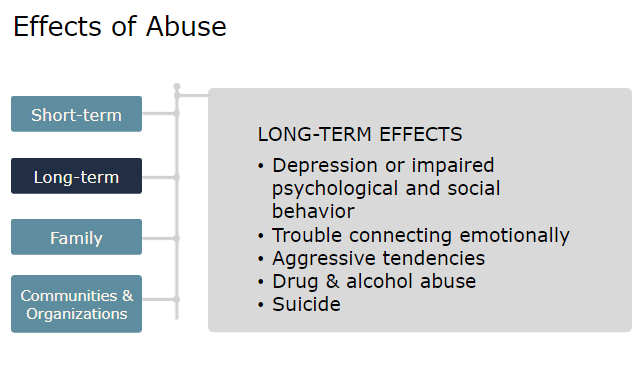 Effects of Abuse
Short-term
Long-term
Family
Communities &
Organizations
LONG-TERM EFFECTS
• Depression or impaired
psychological and social
behavior
• Trouble connecting emotionally
• Aggressive tendencies
• Drug & alcohol abuse
• Suicide